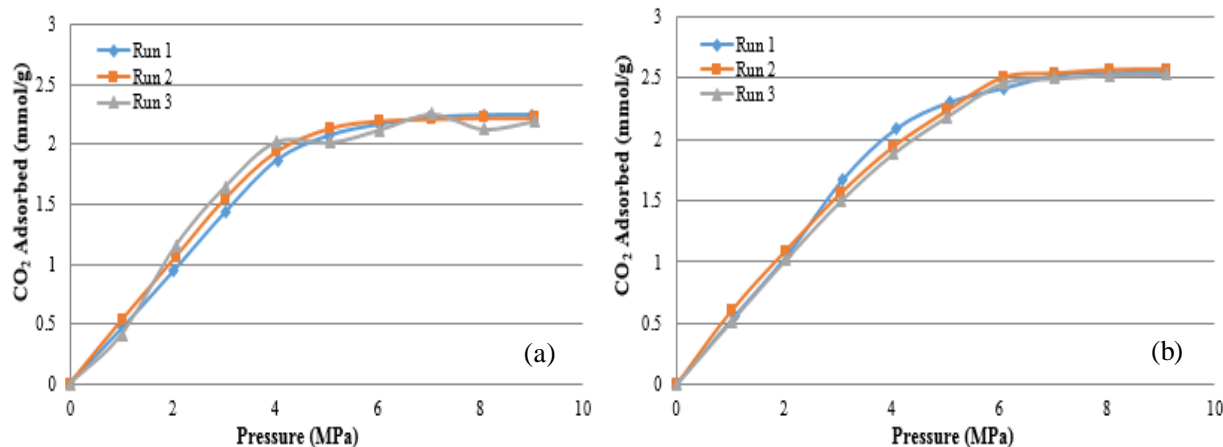 3
2.5
2
1.5
1
0.5
0
CO₂ Adsorbed (mmol/g)
Run 1
Run 2
Run 3
(a)
0 2 4 6 8 10
Pressure (MPa)
3
2.5
2
1.5
1
0.5
0
CO₂ Adsorbed (mmol/g)
Run 1
Run 2
Run 3
(b)
0 2 4 6 8 10
Pressure (MPa)